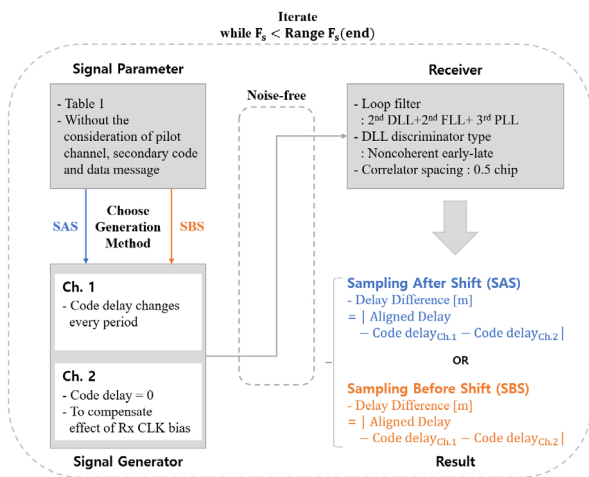 Iterate
while F_s < Range F_s(end)
Signal Parameter
- Table 1
- Without the
consideration of pilot
channel, secondary code
and data message
SAS
Choose
Generation
Method
SBS
Ch. 1
- Code delay changes
every period
Ch. 2
- Code delay = 0
- To compensate
effect of Rx CLK bias
Signal Generator
Noise-free
Receiver
- Loop filter
: 2nd DLL+2nd FLL+ 3rd PLL
- DLL discriminator type
: Noncoherent early-late
- Correlator spacing : 0.5 chip
Sampling After Shift (SAS)
- Delay Difference [m]
= | Aligned Delay
− Code delay_Ch.1 − Code delay_Ch.2|
OR
Sampling Before Shift (SBS)
- Delay Difference [m]
= | Aligned Delay
− Code delay_Ch.1 − Code delay_Ch.2|
Result